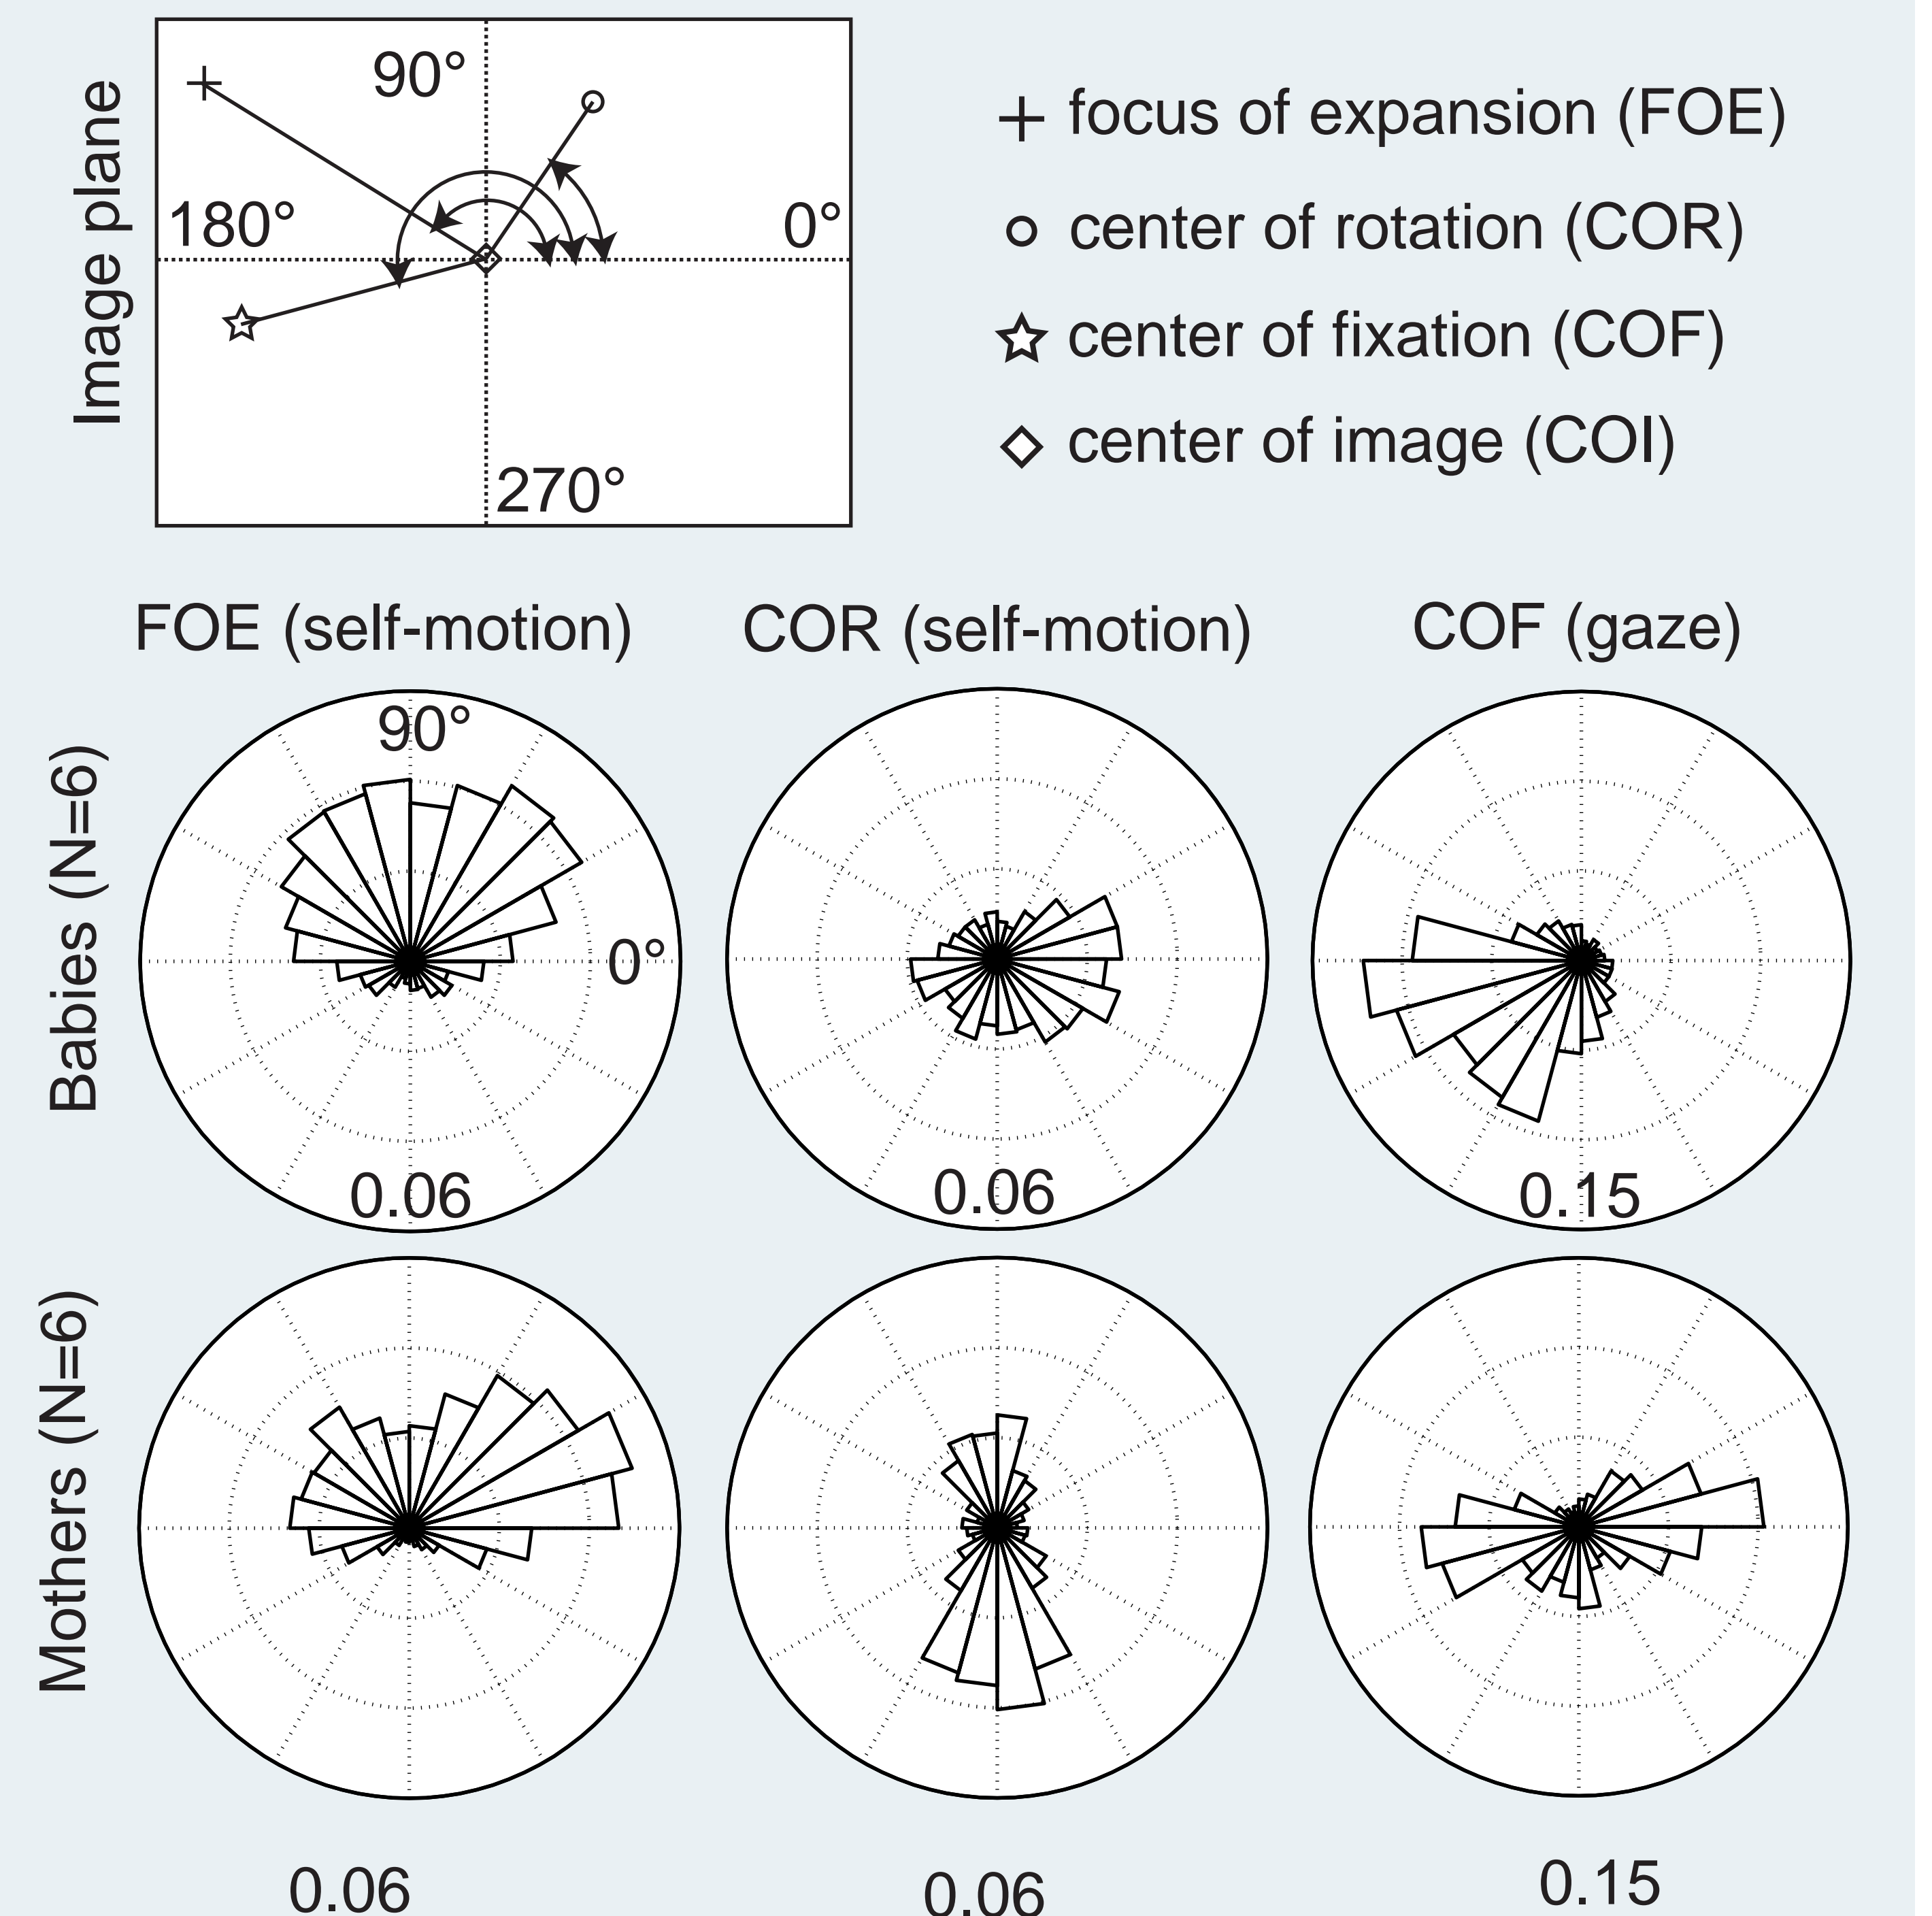 Image plane
90°
180°
0°
270°
focus of expansion (FOE)
center of rotation (COR)
center of fixation (COF)
center of image (COI)
FOE (self-motion)
COR (self-motion)
COF (gaze)
Babies (N=6)
90°
0°
0.06
0.06
0.15
Mothers (N=6)
0.06
0.06
0.15